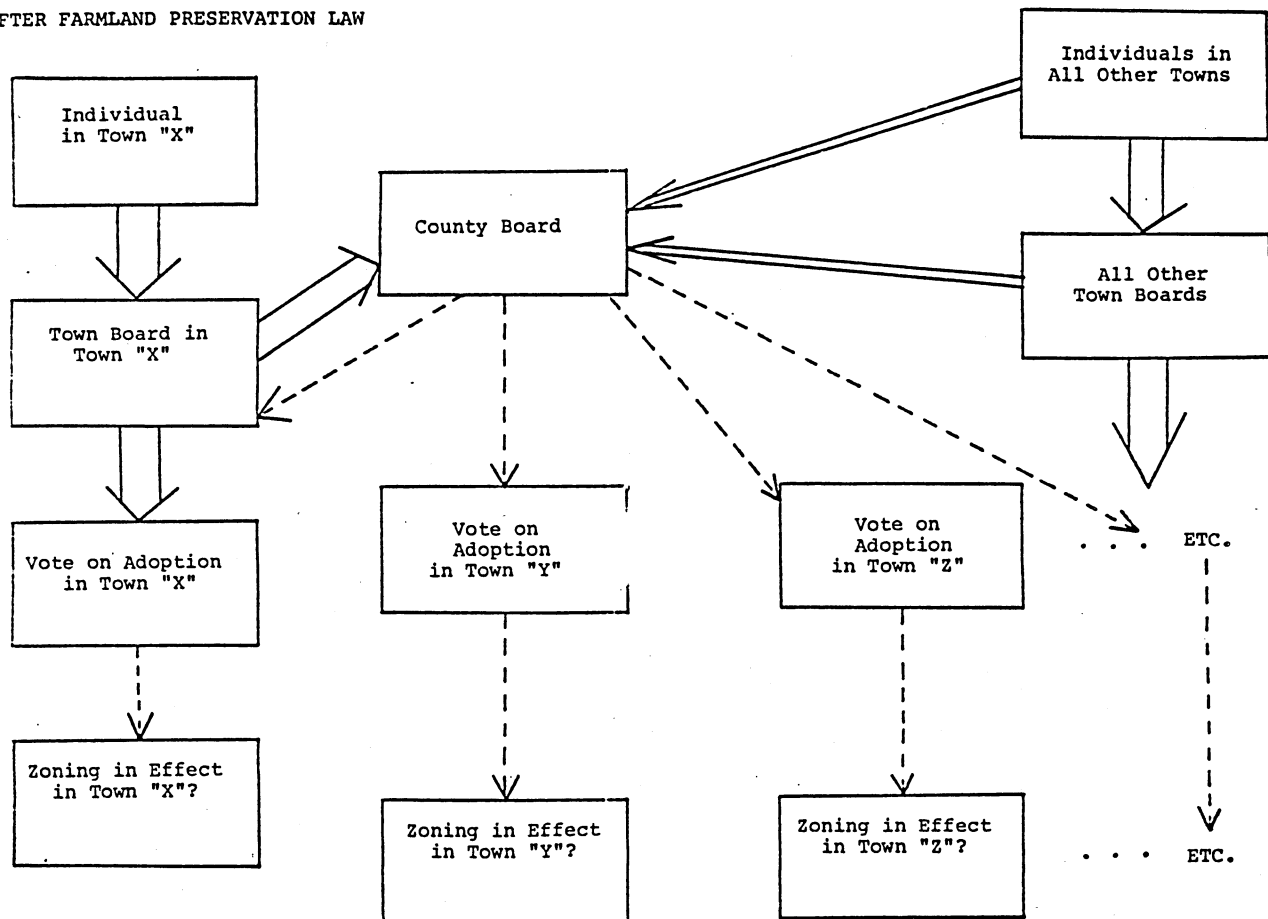 FTER FARMLAND PRESERVATION LAW
Individuals in
All Other Towns
Individual
in Town "X"
County Board
All Other
Town Boards
Town Board in
Town "X"
Vote on Adoption
in Town "X"
Vote on
Adoption
in Town "Y"
Vote on
Adoption
in Town "Z"
. . . ETC.
Zoning in Effect
in Town "X"?
Zoning in Effect
in Town "Y"?
Zoning in Effect
in Town "Z"?
. . . ETC.